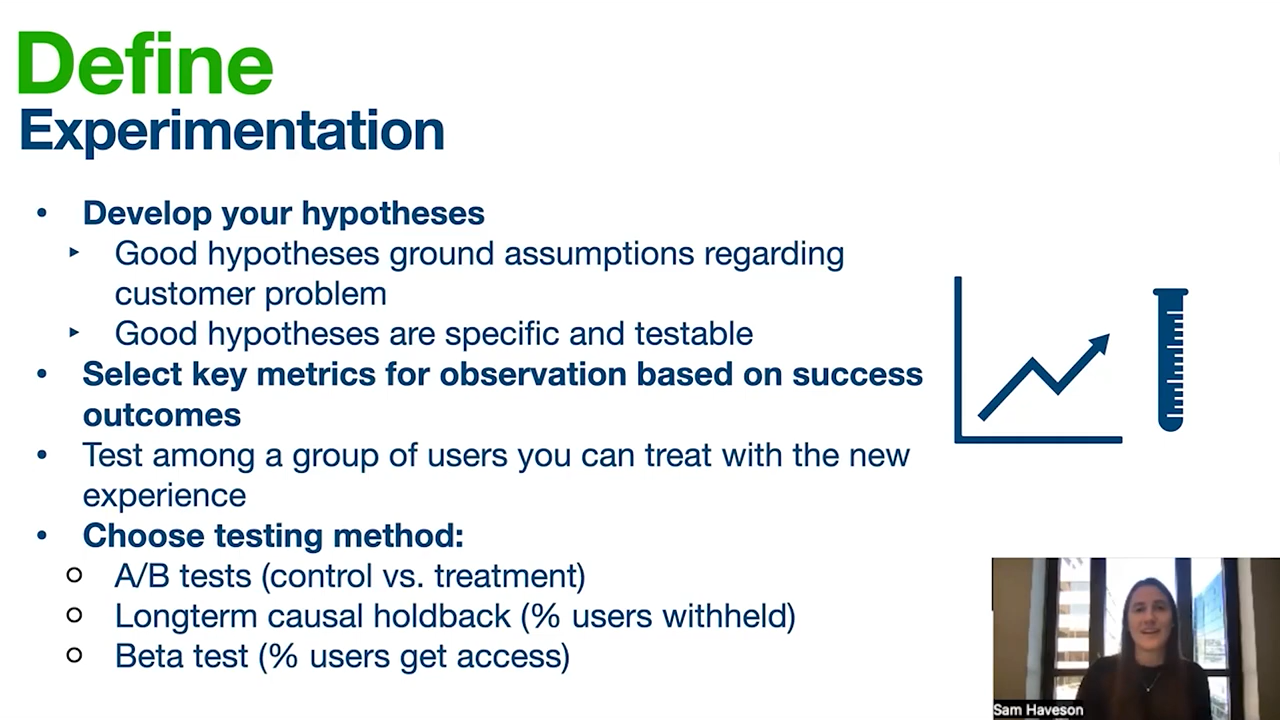 Define
Experimentation
• Develop your hypotheses
‣ Good hypotheses ground assumptions regarding
customer problem
‣ Good hypotheses are specific and testable
• Select key metrics for observation based on success
outcomes
• Test among a group of users you can treat with the new
experience
• Choose testing method:
○ A/B tests (control vs. treatment)
○ Longterm causal holdback (% users withheld)
○ Beta test (% users get access)
Sam Haveson